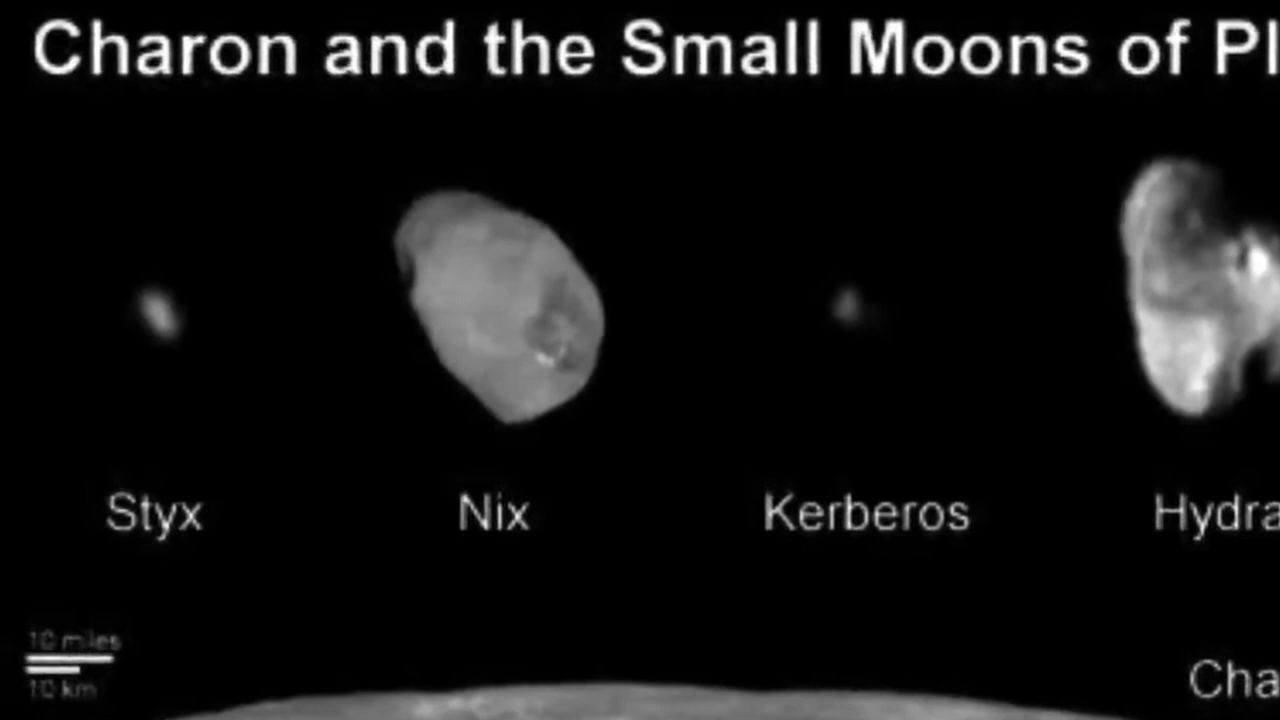 Charon and the Small Moons of Pl
Styx Nix Kerberos Hydra
10 miles
10 km
Cha